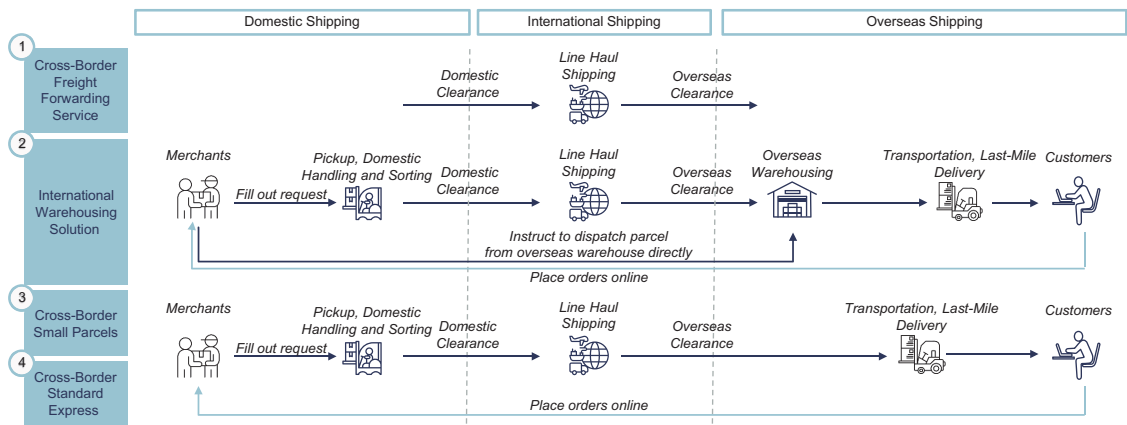 Domestic Shipping
International Shipping
Overseas Shipping
1
Cross-Border
Freight
Forwarding
Service
Domestic
Clearance
Line Haul
Shipping
Overseas
Clearance
2
International
Warehousing
Solution
Merchants
Fill out request
Pickup, Domestic
Handling and Sorting
Domestic
Clearance
Line Haul
Shipping
Overseas
Clearance
Overseas
Warehousing
Transportation, Last-Mile
Delivery
Customers
Instruct to dispatch parcel
from overseas warehouse directly
Place orders online
3
Cross-Border
Small Parcels
4
Cross-Border
Standard
Express
Merchants
Fill out request
Pickup, Domestic
Handling and Sorting
Domestic
Clearance
Line Haul
Shipping
Overseas
Clearance
Transportation, Last-Mile
Delivery
Customers
Place orders online